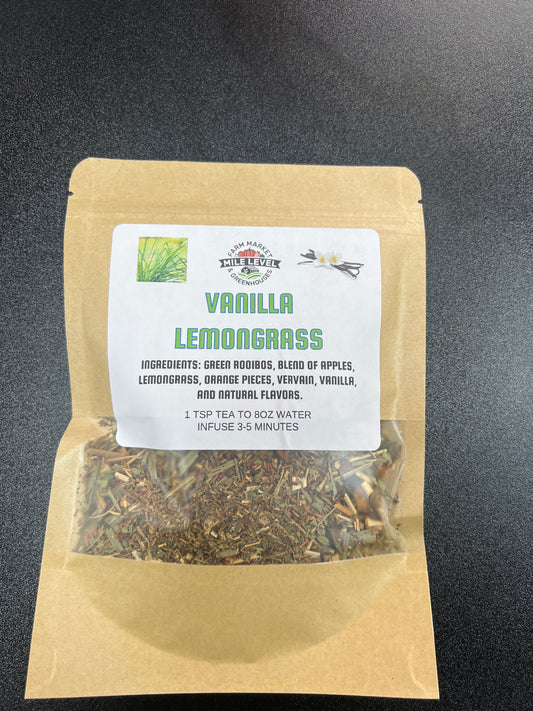 FARM MARKET
MILE LEVEL
& GREENHOUSES
VANILLA
LEMONGRASS
INGREDIENTS: GREEN ROOIBOS, BLEND OF APPLES,
LEMONGRASS, ORANGE PIECES, VERVAIN, VANILLA,
AND NATURAL FLAVORS.
1 TSP TEA TO 8OZ WATER
INFUSE 3-5 MINUTES